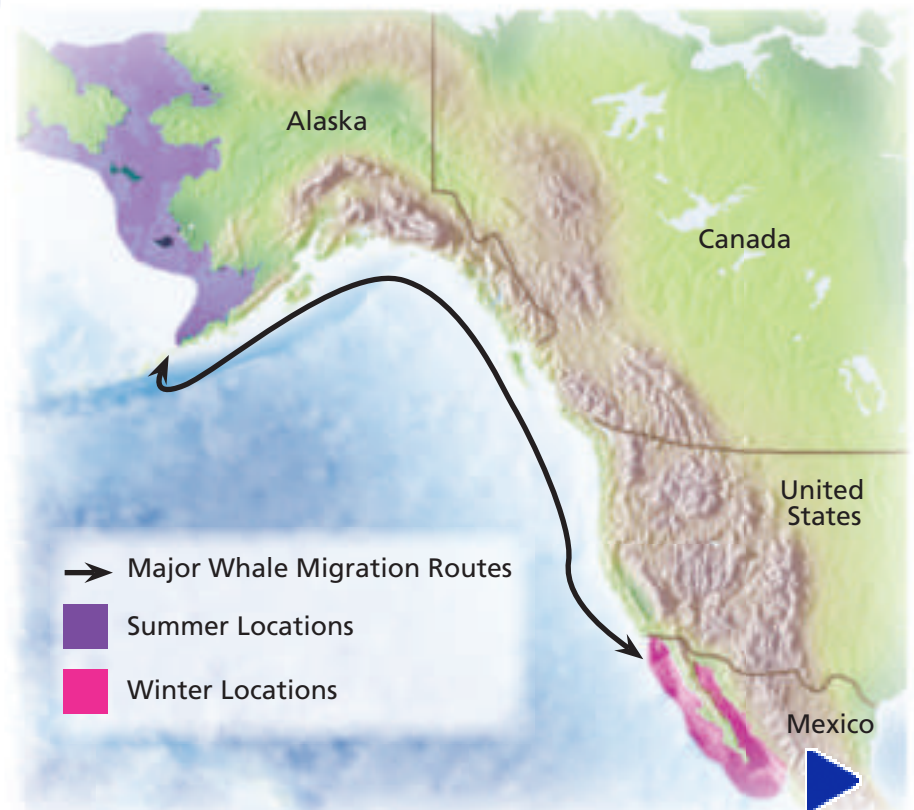 Alaska
Canada
United
States
Major Whale Migration Routes
Summer Locations
Winter Locations
Mexico